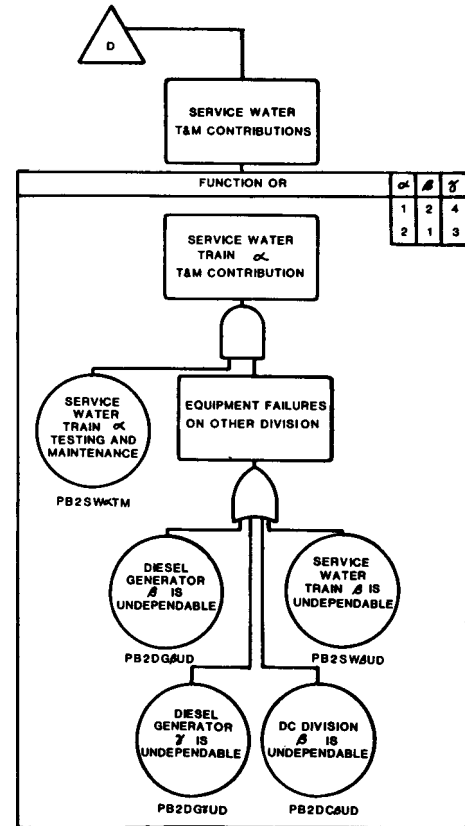 D
SERVICE WATER
T&M CONTRIBUTIONS
FUNCTION OR
α β γ
1 2 4
2 1 3
SERVICE WATER
TRAIN α
T&M CONTRIBUTION
SERVICE
WATER
TRAIN α
TESTING AND
MAINTENANCE
PB2SWαTM
EQUIPMENT FAILURES
ON OTHER DIVISION
DIESEL
GENERATOR
β IS
UNDEPENDABLE
PB2DGβUD
SERVICE
WATER
TRAIN β IS
UNDEPENDABLE
PB2SWβUD
DIESEL
GENERATOR
γ IS
UNDEPENDABLE
PB2DGγUD
DC DIVISION
β IS
UNDEPENDABLE
PB2DCβUD